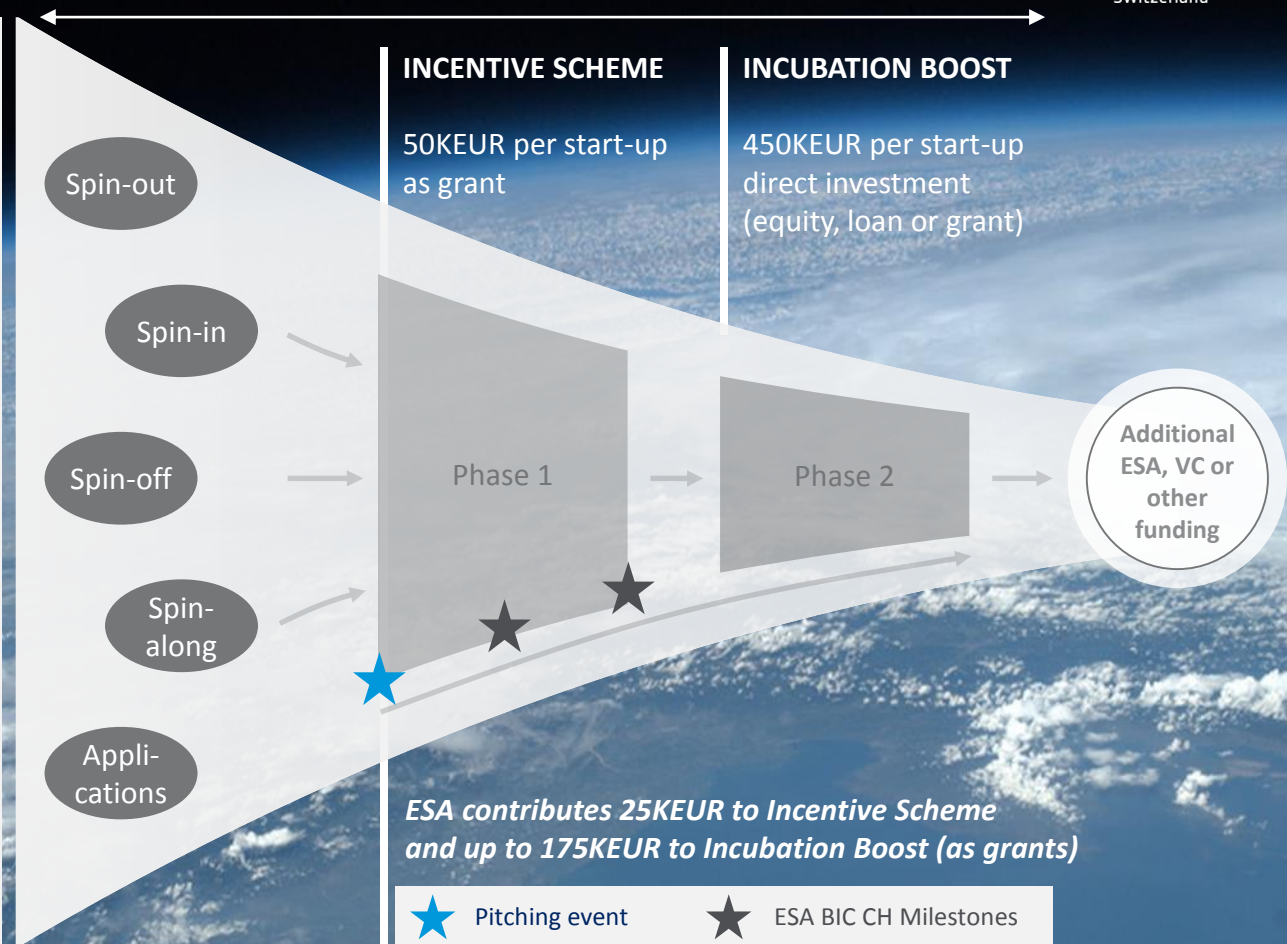 Switzerland
INCENTIVE SCHEME
50KEUR per start-up
as grant
INCUBATION BOOST
450KEUR per start-up
direct investment
(equity, loan or grant)
Spin-out
Spin-in
Spin-off
Spin-
along
Appli-
cations
Phase 1
Phase 2
Additional
ESA, VC or
other
funding
ESA contributes 25KEUR to Incentive Scheme
and up to 175KEUR to Incubation Boost (as grants)
Pitching event
ESA BIC CH Milestones